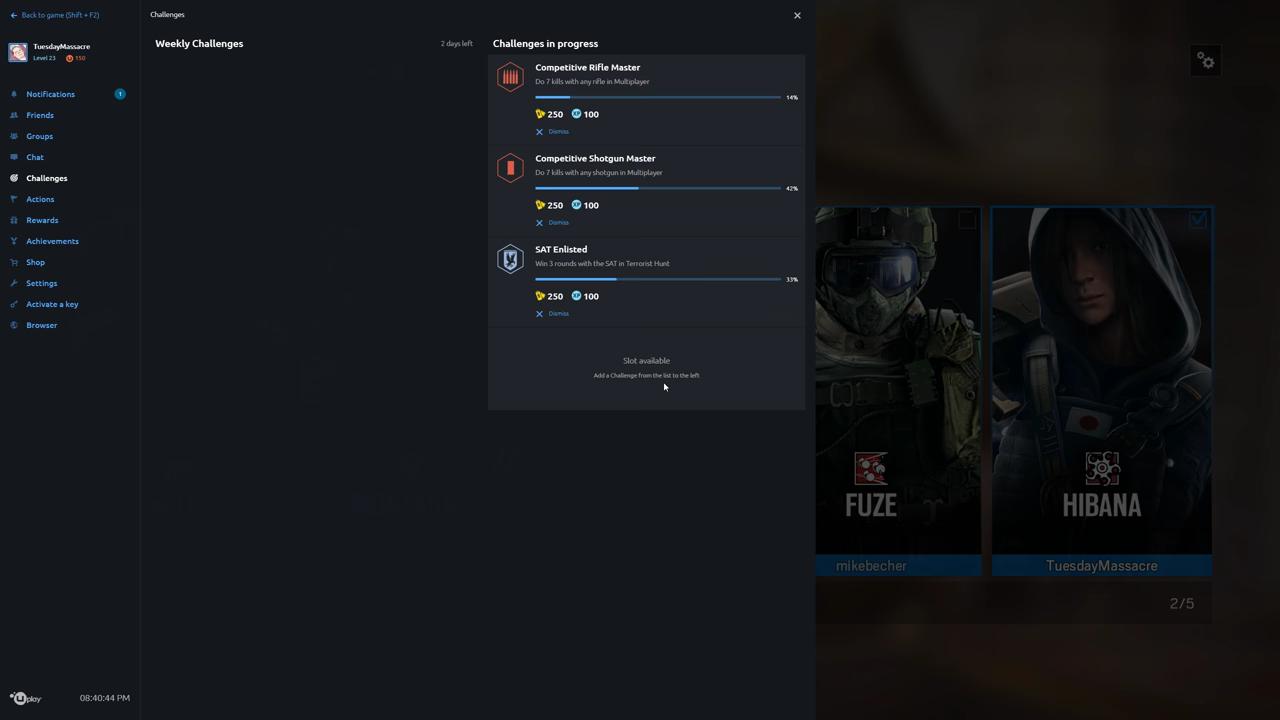 Back to game (Shift + F2)
TuesdayMassacre
Level 23
150
Notifications
1
Friends
Groups
Chat
Challenges
Actions
Rewards
Achievements
Shop
Settings
Activate a key
Browser
uplay
08:40:44 PM
Challenges
Weekly Challenges
2 days left
Challenges in progress
Competitive Rifle Master
Do 7 kills with any rifle in Multiplayer
14%
250 XP 100
Dismiss
Competitive Shotgun Master
Do 7 kills with any shotgun in Multiplayer
42%
250 XP 100
Dismiss
SAT Enlisted
Win 3 rounds with the SAT in Terrorist Hunt
33%
250 XP 100
Dismiss
Slot available
Add a Challenge from the list to the left
FUZE
mikebecher
HIBANA
TuesdayMassacre
2/5